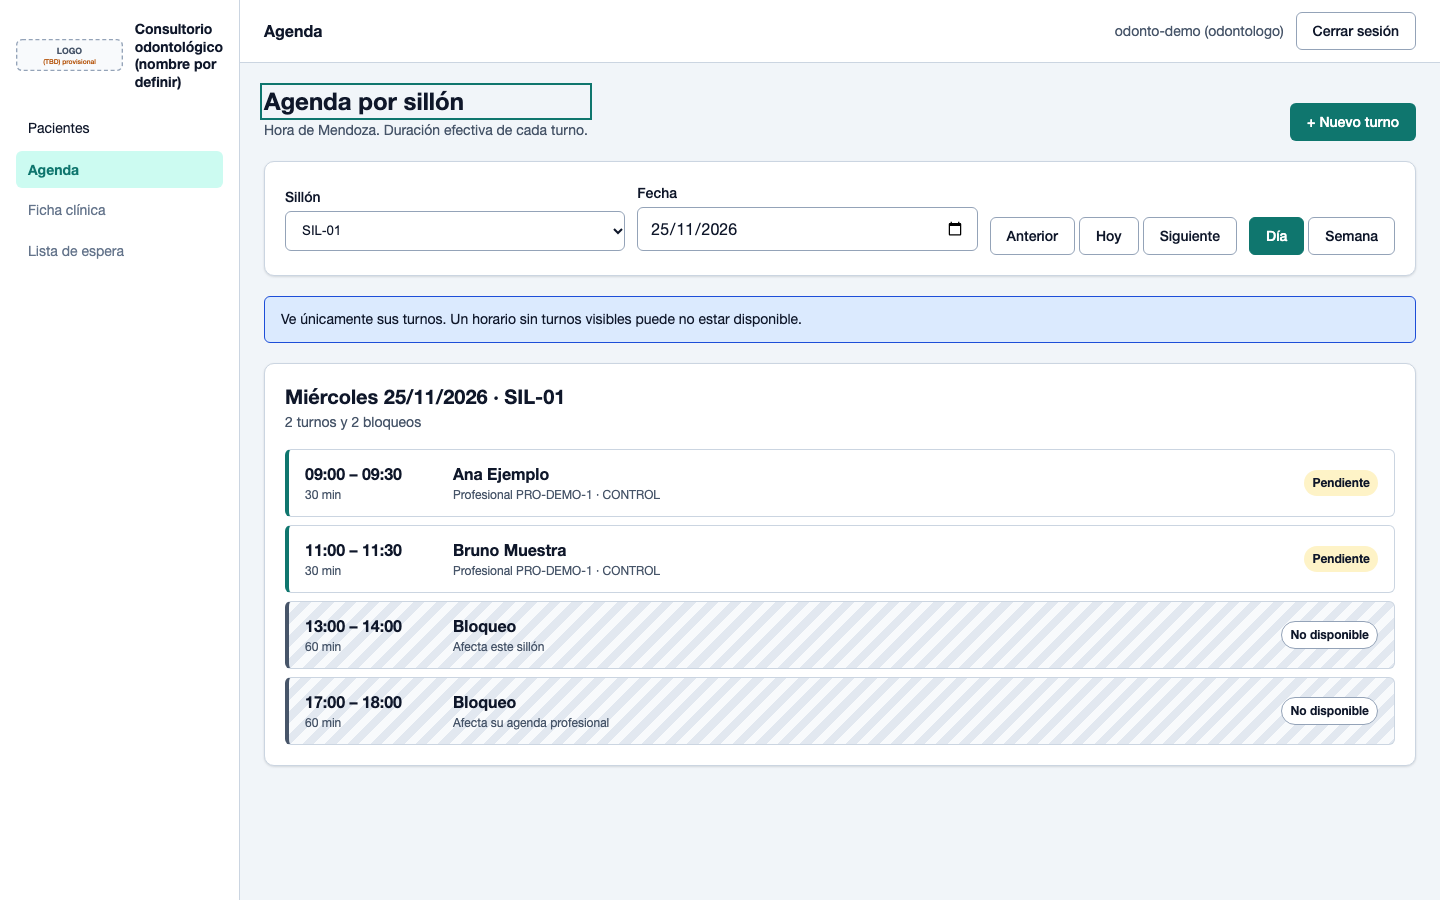 LOGO
(TBD) provisional
Consultorio
odontológico
(nombre por
definir)
Pacientes
Agenda
Ficha clínica
Lista de espera
Agenda
odonto-demo (odontologo)
Cerrar sesión
Agenda por sillón
Hora de Mendoza. Duración efectiva de cada turno.
+ Nuevo turno
Sillón
SIL-01
Fecha
25/11/2026
Anterior
Hoy
Siguiente
Día
Semana
Ve únicamente sus turnos. Un horario sin turnos visibles puede no estar disponible.
Miércoles 25/11/2026 · SIL-01
2 turnos y 2 bloqueos
09:00 – 09:30
30 min
Ana Ejemplo
Profesional PRO-DEMO-1 · CONTROL
Pendiente
11:00 – 11:30
30 min
Bruno Muestra
Profesional PRO-DEMO-1 · CONTROL
Pendiente
13:00 – 14:00
60 min
Bloqueo
Afecta este sillón
No disponible
17:00 – 18:00
60 min
Bloqueo
Afecta su agenda profesional
No disponible